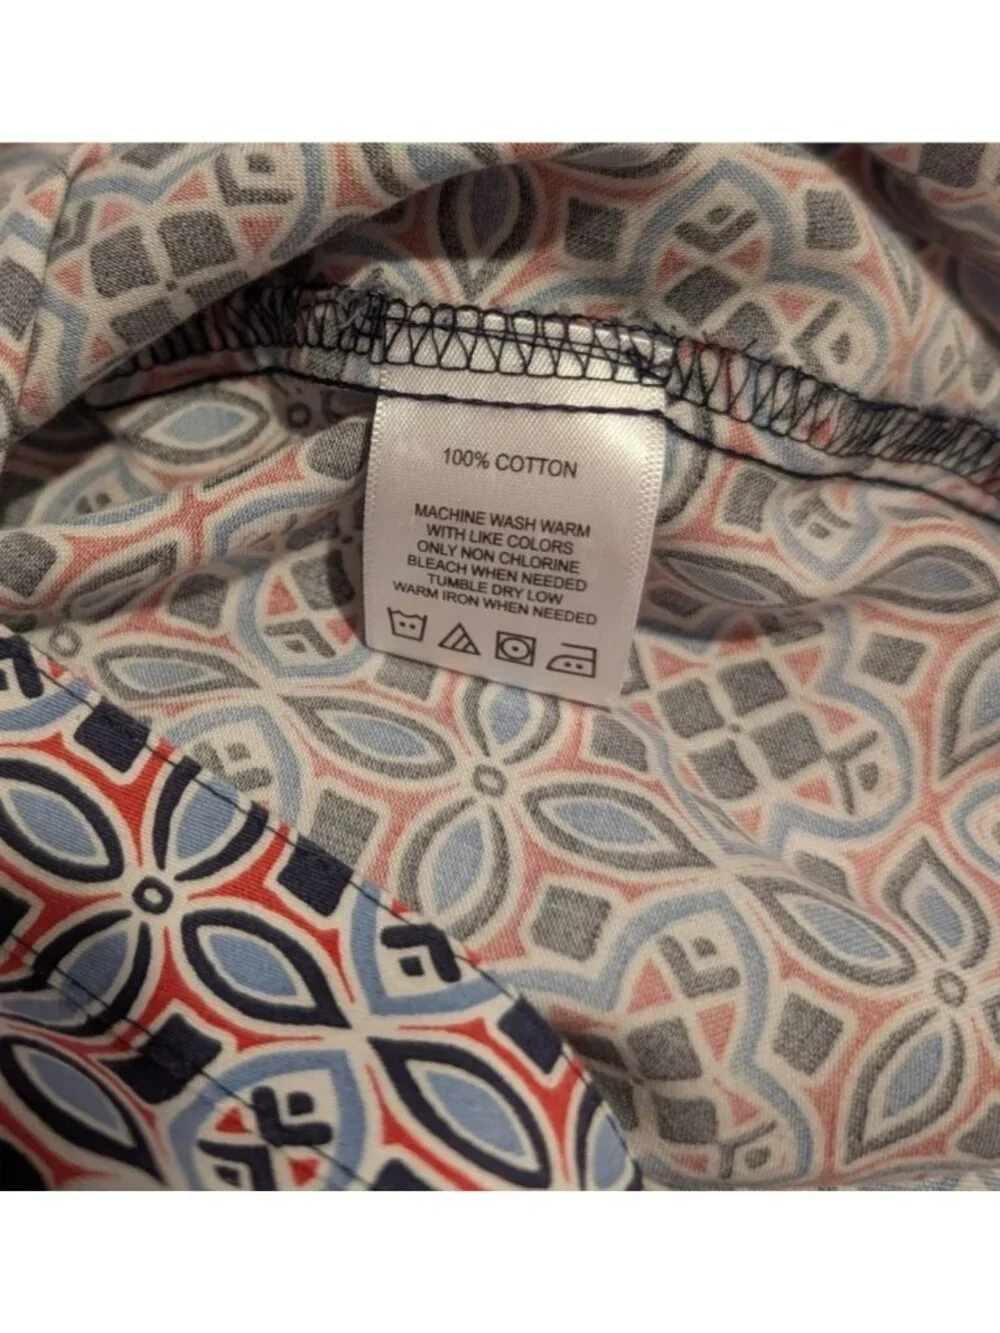 100% COTTON
MACHINE WASH WARM
WITH LIKE COLORS
ONLY NON CHLORINE
BLEACH WHEN NEEDED
TUMBLE DRY LOW
WARM IRON WHEN NEEDED